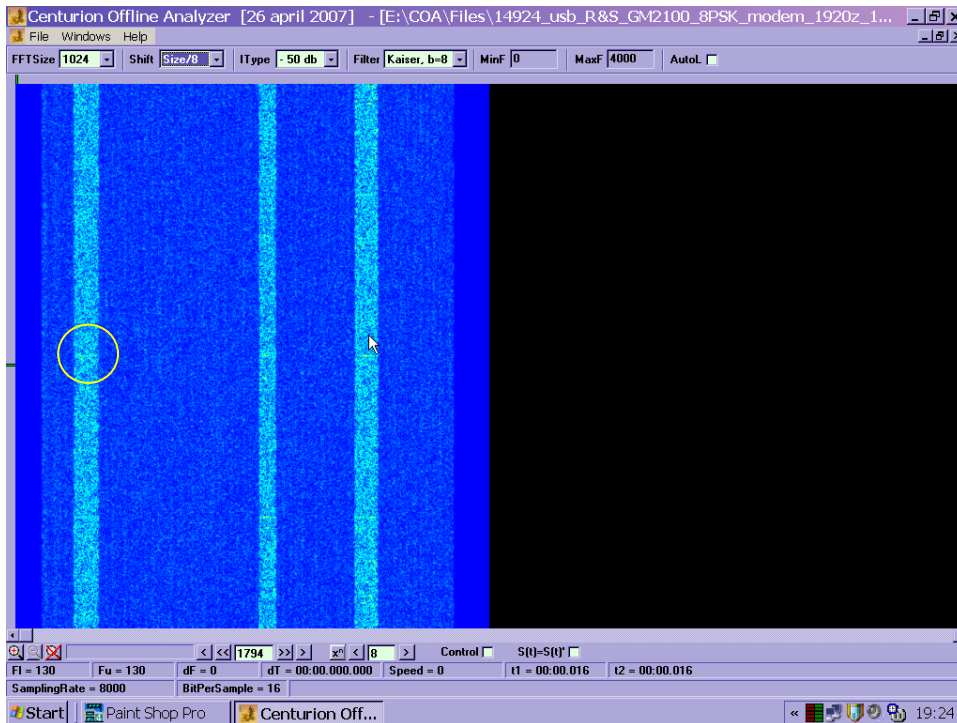 Centurion Offline Analyzer [26 april 2007] - [E:\COA\Files\14924_usb_R&S_GM2100_8PSK_modem_1920z_1...
File Windows Help
FFTSize 1024 Shift Size/8 IType - 50 db Filter Kaiser, b=8 MinF 0 MaxF 4000 AutoL
< << 1794 >> > xⁿ < 8 > Control S(t)=S(t)*
Fl = 130 Fu = 130 dF = 0 dT = 00:00.000.000 Speed = 0 t1 = 00:00.016 t2 = 00:00.016
SamplingRate = 8000 BitPerSample = 16
Start Paint Shop Pro Centurion Off... « 19:24